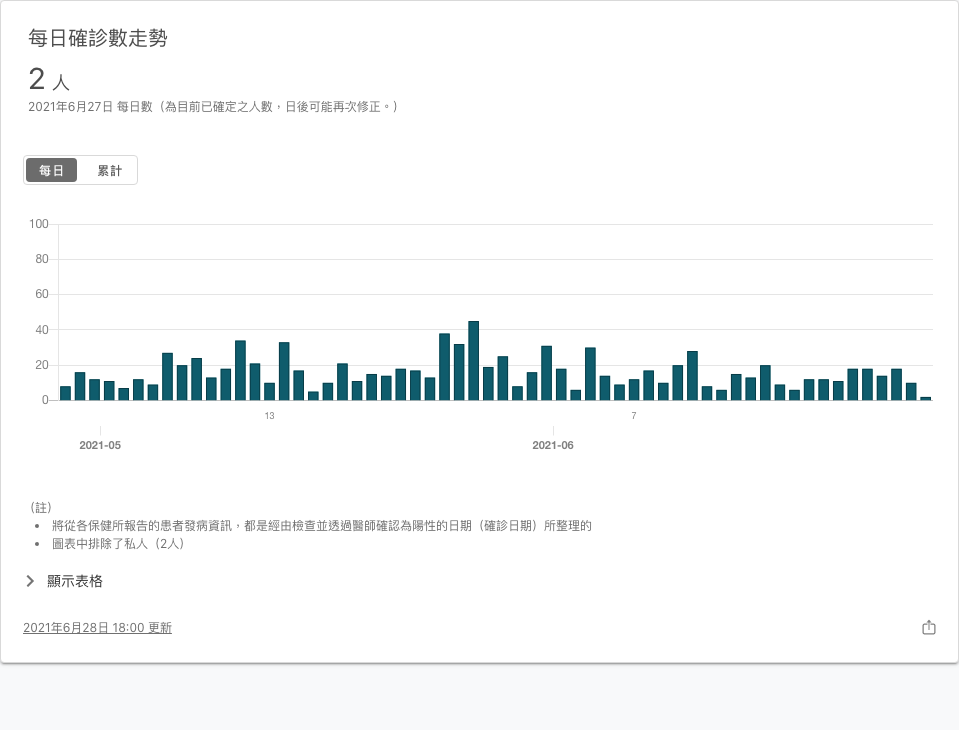 每日確診數走勢
2 人
2021年6月27日 每日數（為目前已確定之人數，日後可能再次修正。）
每日 累計
100
80
60
40
20
0
13 7
2021-05 2021-06
（註）
• 將從各保健所報告的患者發病資訊，都是經由檢查並透過醫師確認為陽性的日期（確診日期）所整理的
• 圖表中排除了私人（2人）
顯示表格
2021年6月28日 18:00 更新